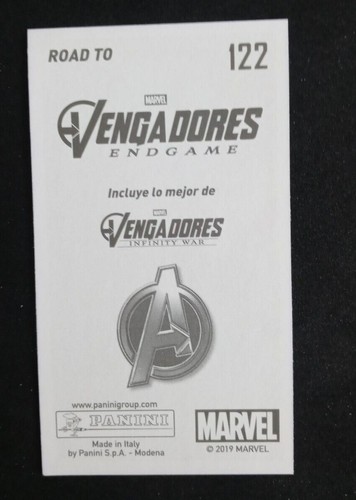 ROAD TO
122
MARVEL
VENGADORES
ENDGAME
Incluye lo mejor de
MARVEL
VENGADORES
INFINITY WAR
www.paninigroup.com
PANINI
Made in Italy
by Panini S.p.A. - Modena
MARVEL
© 2019 MARVEL